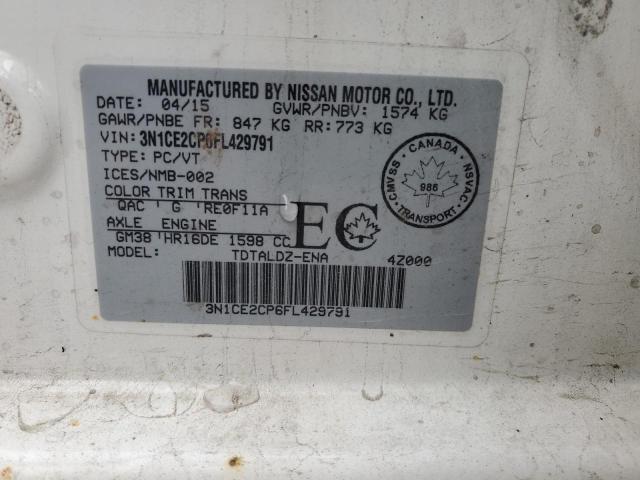 MANUFACTURED BY NISSAN MOTOR CO., LTD.
DATE: 04/15 GVWR/PNBV: 1574 KG
GAWR/PNBE FR: 847 KG RR: 773 KG
VIN: 3N1CE2CP6FL429791
TYPE: PC/VT
ICES/NMB-002
COLOR TRIM TRANS
QAC ' G 'RE0F11A
AXLE ENGINE
GM38 'HR16DE 1598 CC
MODEL: TDTALDZ-ENA 4Z000
EC
CANADA
CMVSS NSVAC
986
TRANSPORT
3N1CE2CP6FL429791